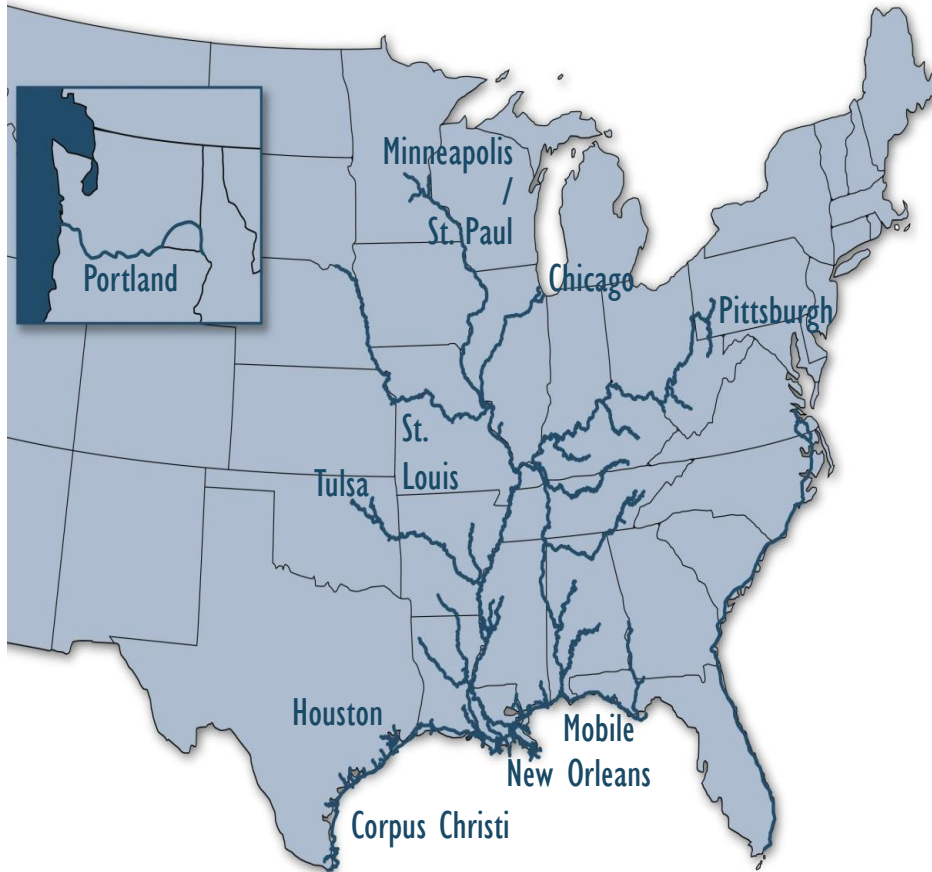 Minneapolis
/
St. Paul
Portland
Chicago
Pittsburgh
St.
Louis
Tulsa
Houston
Mobile
New Orleans
Corpus Christi